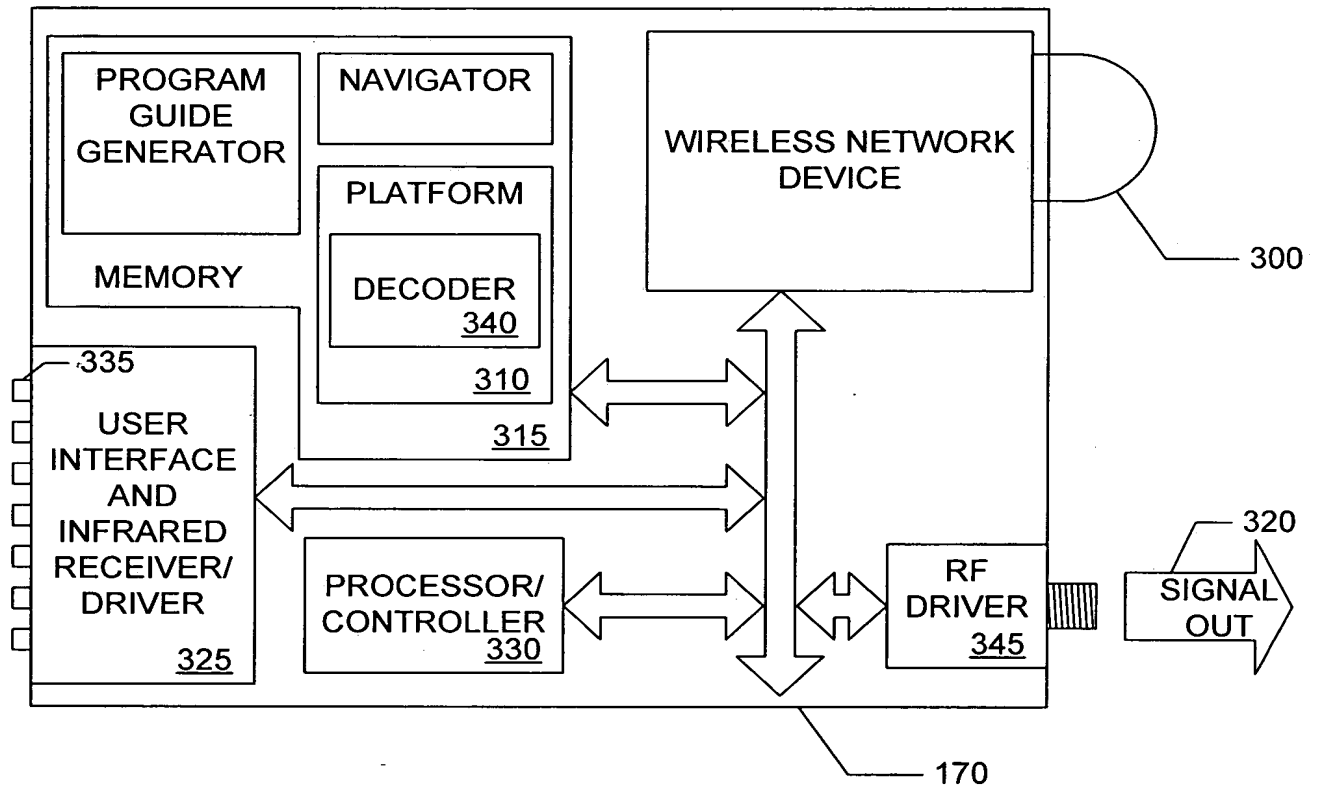 PROGRAM
GUIDE
GENERATOR
NAVIGATOR
PLATFORM
DECODER
340
310
MEMORY
315
WIRELESS NETWORK
DEVICE
300
335
USER
INTERFACE
AND
INFRARED
RECEIVER/
DRIVER
325
PROCESSOR/
CONTROLLER
330
RF
DRIVER
345
320
SIGNAL
OUT
170